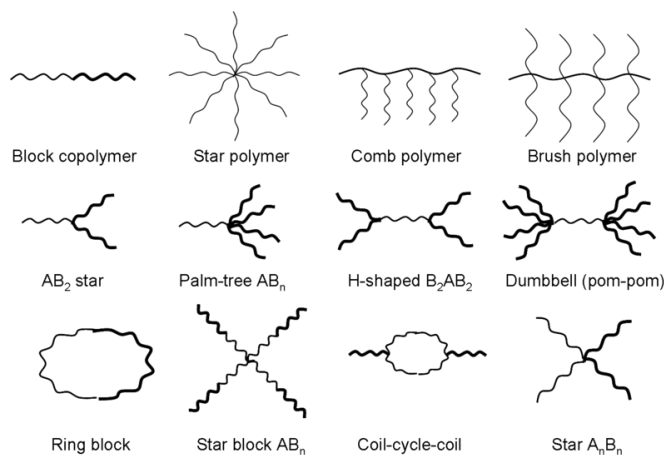 Block copolymer
Star polymer
Comb polymer
Brush polymer
AB₂ star
Palm-tree ABₙ
H-shaped B₂AB₂
Dumbbell (pom-pom)
Ring block
Star block ABₙ
Coil-cycle-coil
Star AₙBₙ